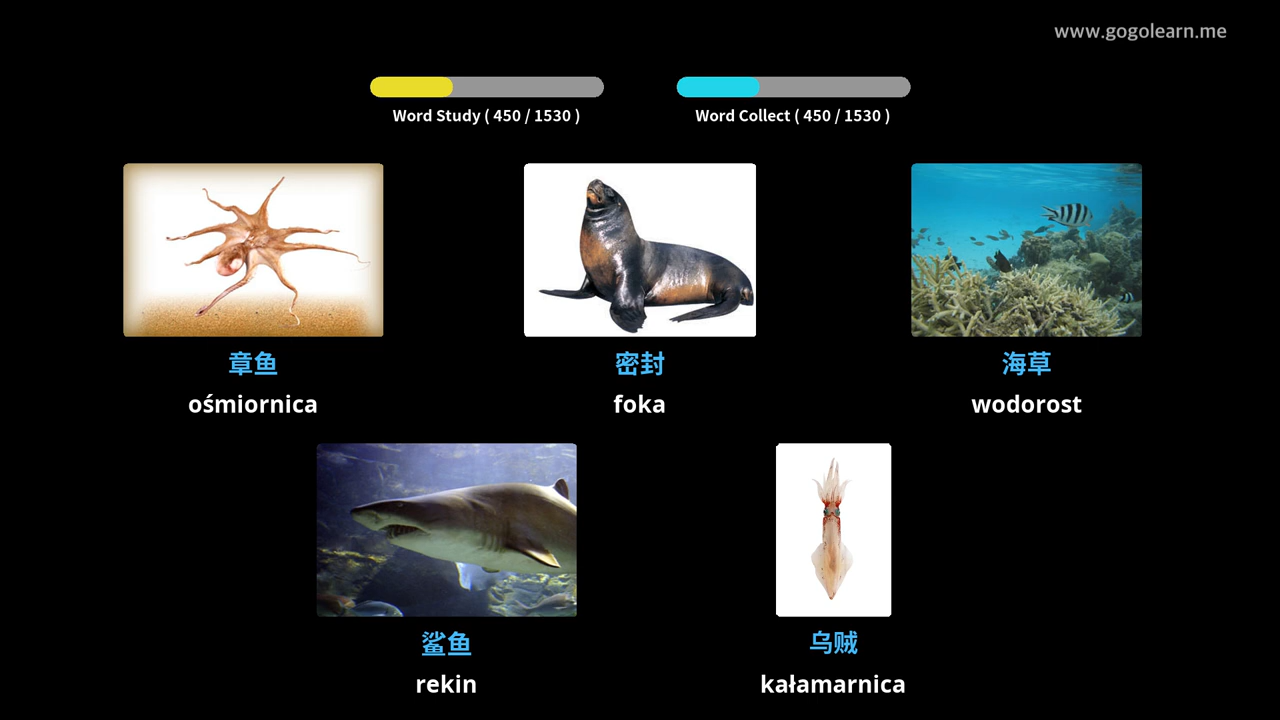 www.gogolearn.me
Word Study ( 450 / 1530 )
Word Collect ( 450 / 1530 )
章鱼
ośmiornica
密封
foka
海草
wodorost
鲨鱼
rekin
乌贼
kałamarnica